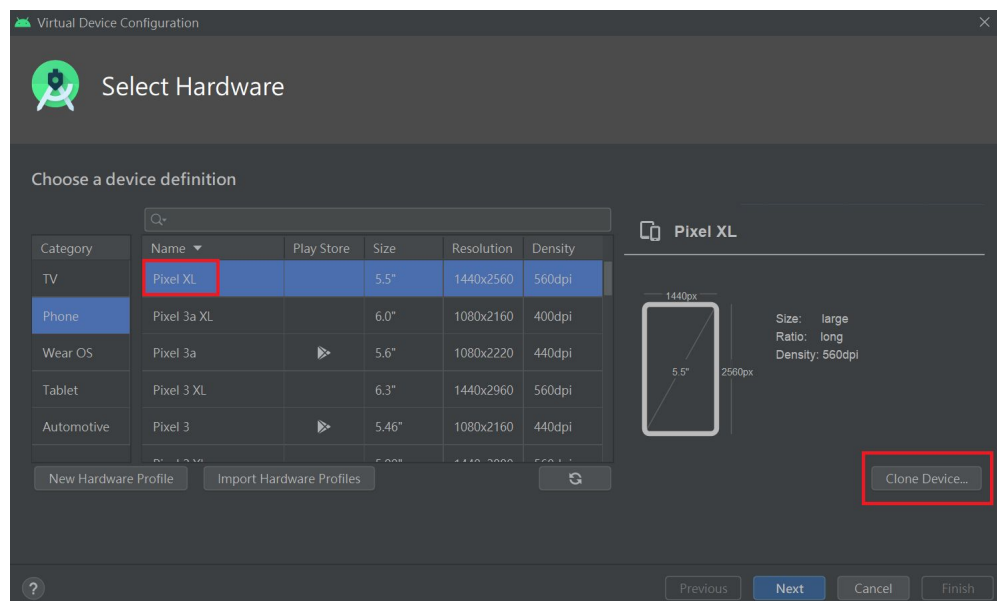 Virtual Device Configuration
Select Hardware
Choose a device definition
Category
TV
Phone
Wear OS
Tablet
Automotive
Name Play Store Size Resolution Density
Pixel XL 5.5" 1440x2560 560dpi
Pixel 3a XL 6.0" 1080x2160 400dpi
Pixel 3a 5.6" 1080x2220 440dpi
Pixel 3 XL 6.3" 1440x2960 560dpi
Pixel 3 5.46" 1080x2160 440dpi
New Hardware Profile Import Hardware Profiles
Pixel XL
1440px
5.5"
2560px
Size: large
Ratio: long
Density: 560dpi
Clone Device...
?
Previous Next Cancel Finish